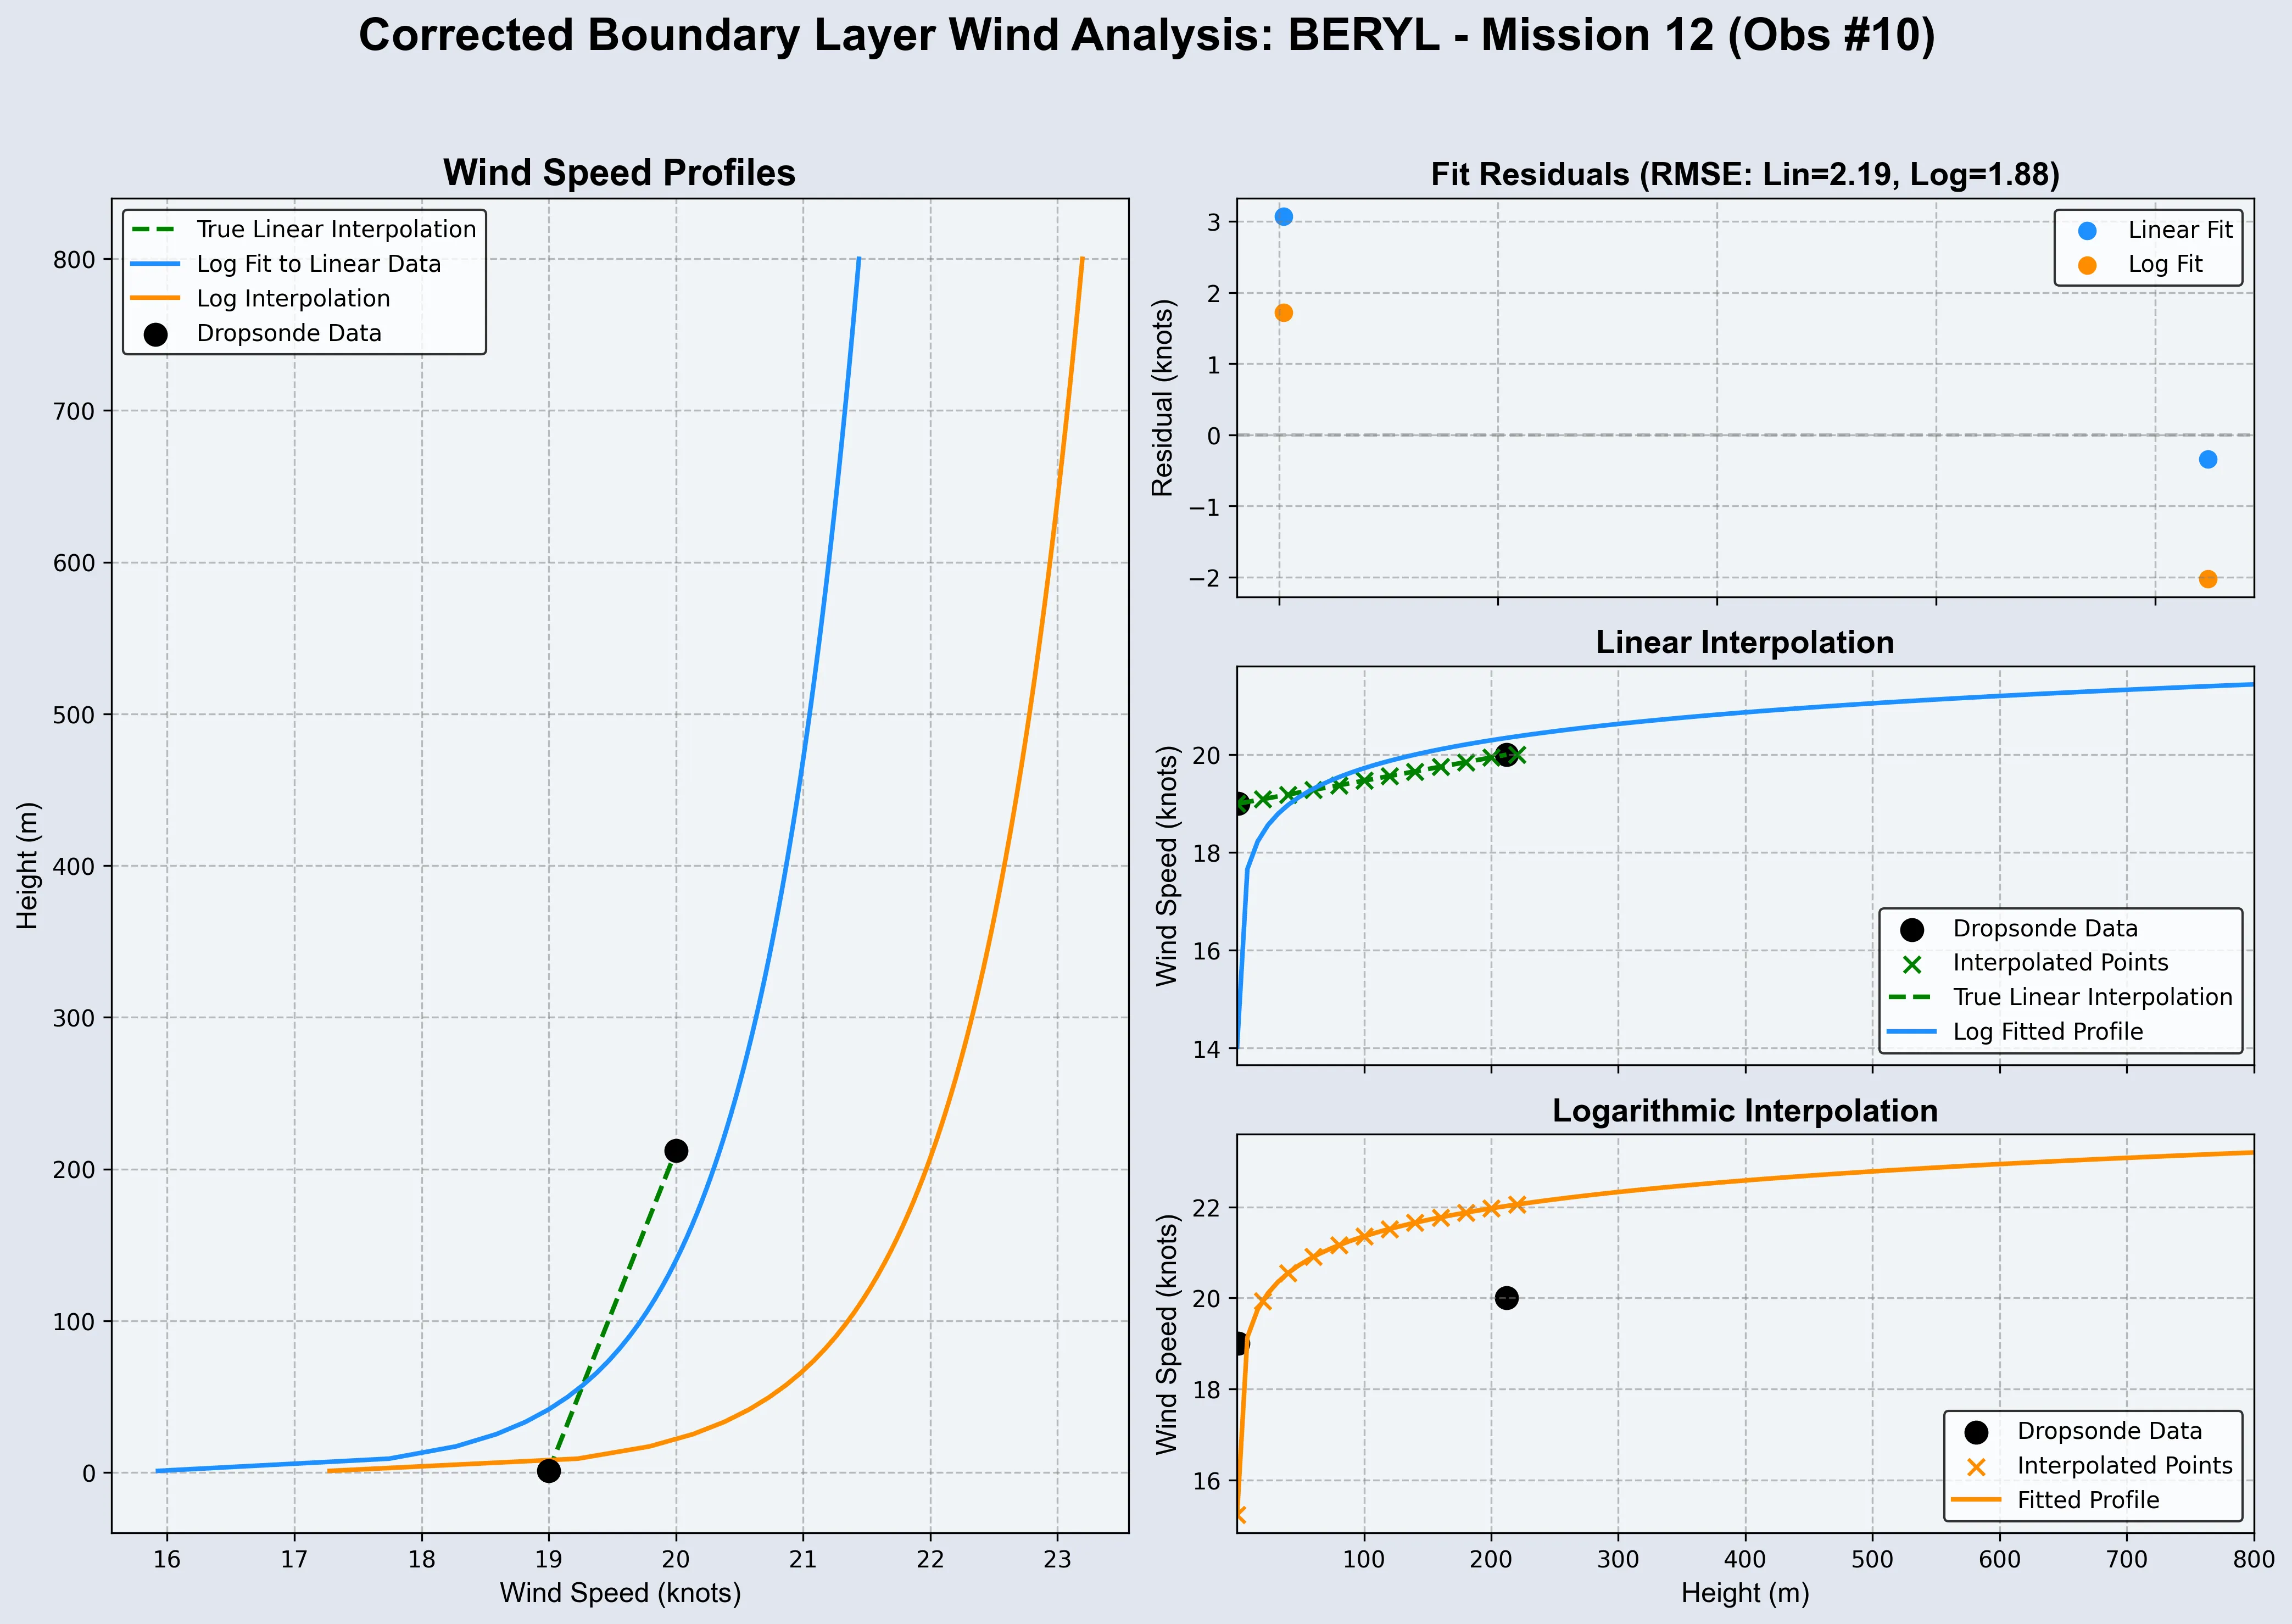 Corrected Boundary Layer Wind Analysis: BERYL - Mission 12 (Obs #10)
Wind Speed Profiles
True Linear Interpolation
Log Fit to Linear Data
Log Interpolation
Dropsonde Data
800
700
600
500
400
300
200
100
0
Height (m)
16 17 18 19 20 21 22 23
Wind Speed (knots)
Fit Residuals (RMSE: Lin=2.19, Log=1.88)
Linear Fit
Log Fit
3
2
1
0
−1
−2
Residual (knots)
Linear Interpolation
20
18
16
14
Wind Speed (knots)
Dropsonde Data
Interpolated Points
True Linear Interpolation
Log Fitted Profile
Logarithmic Interpolation
22
20
18
16
Wind Speed (knots)
Dropsonde Data
Interpolated Points
Fitted Profile
100 200 300 400 500 600 700 800
Height (m)